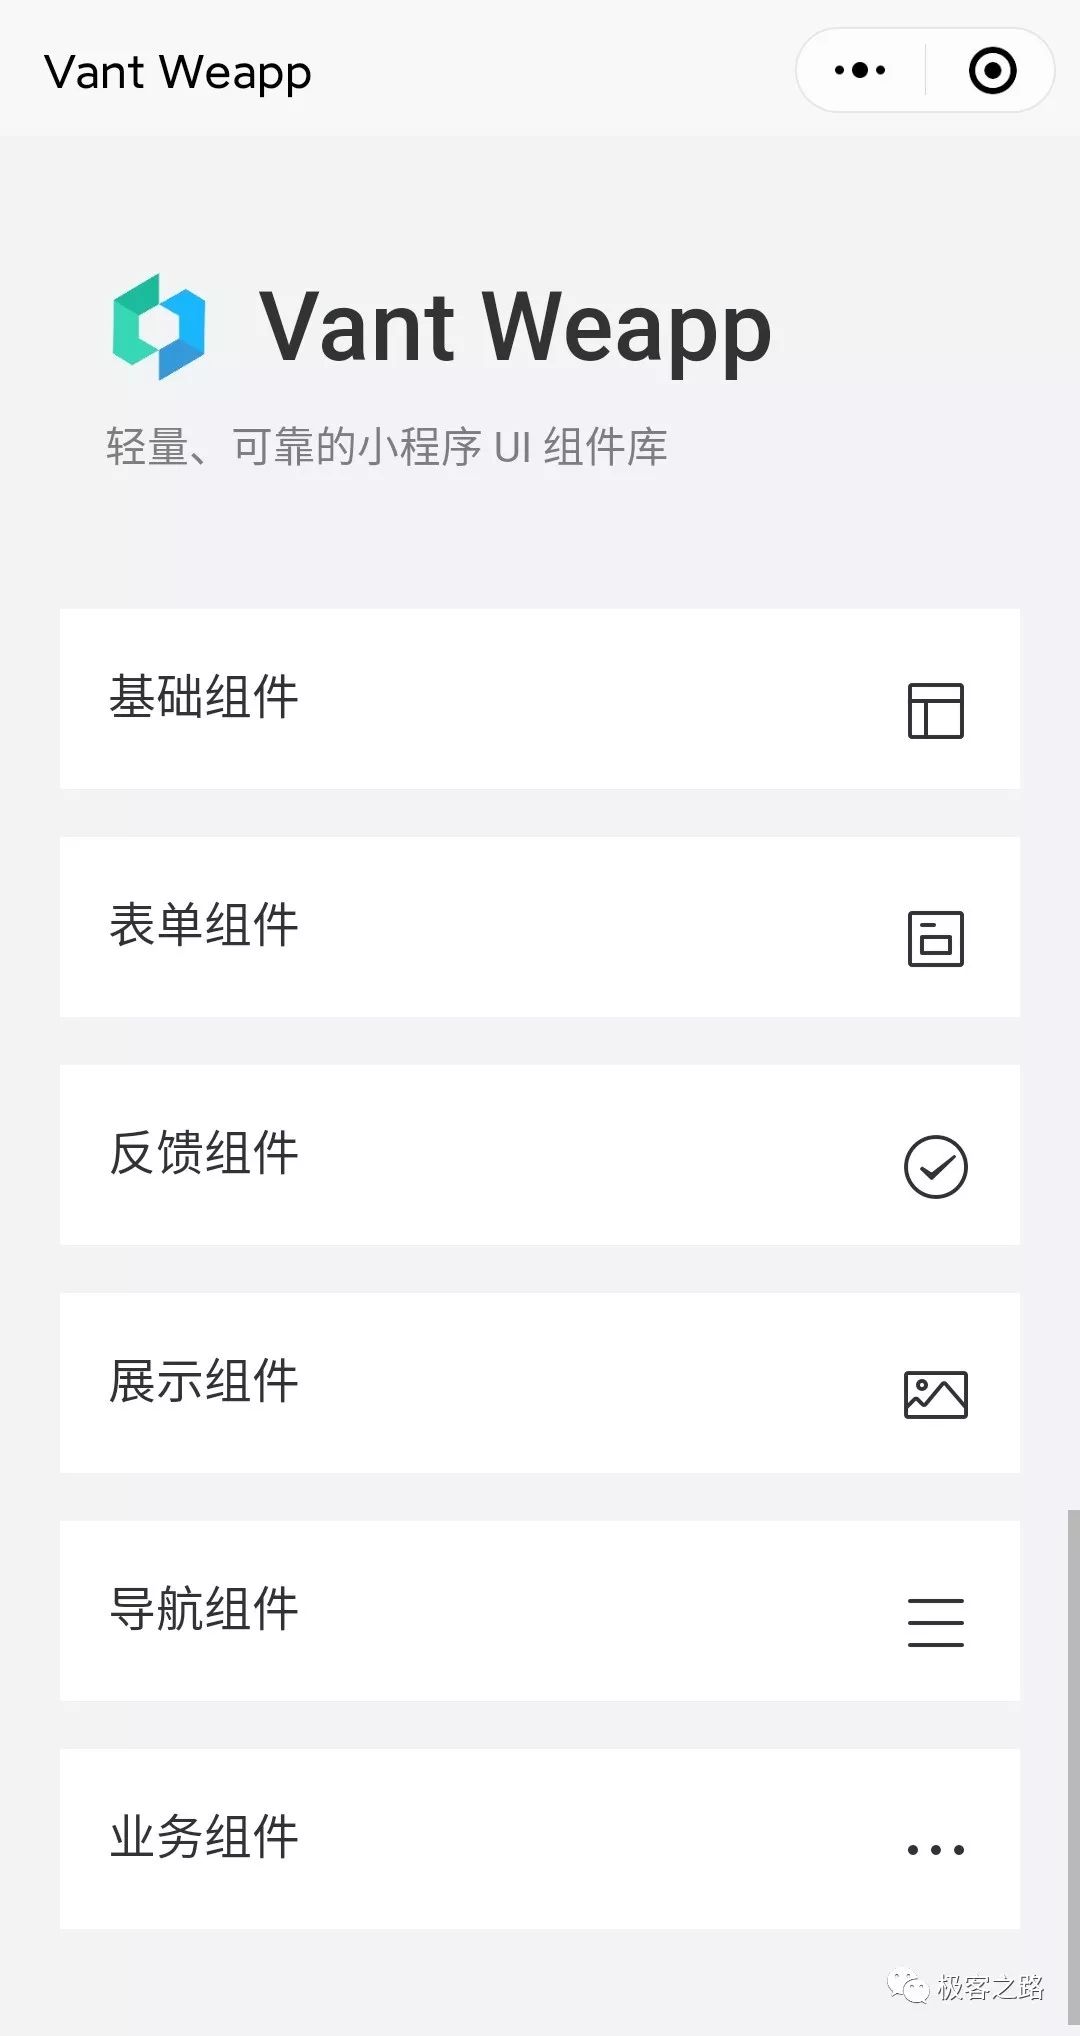 Vant Weapp
Vant Weapp
轻量、可靠的小程序 UI 组件库
基础组件
表单组件
反馈组件
展示组件
导航组件
业务组件
极客之路